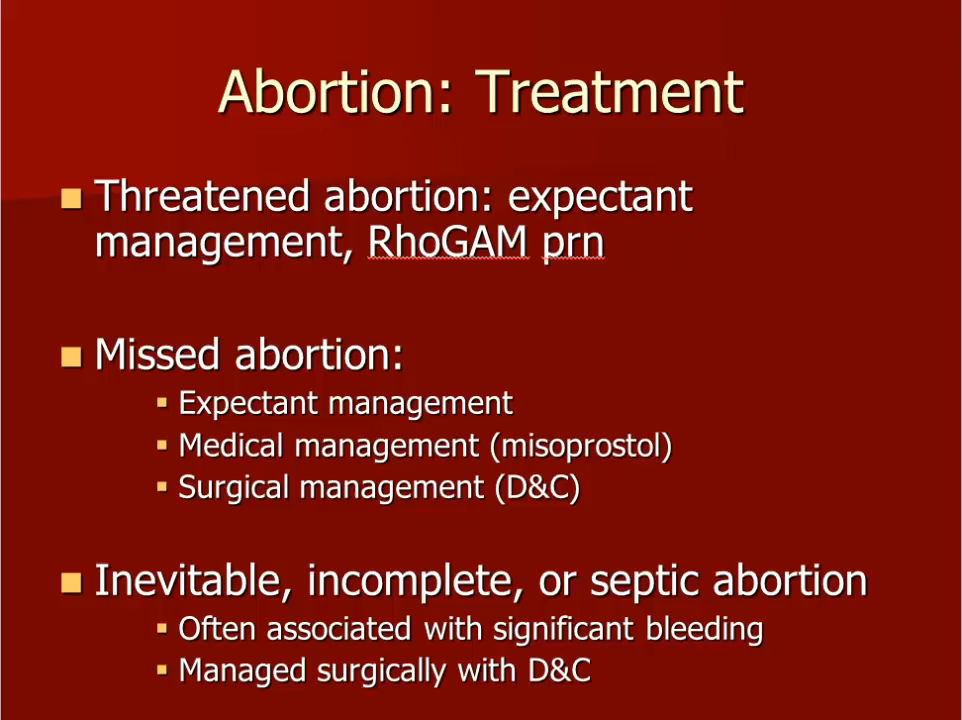 Abortion: Treatment
Threatened abortion: expectant
management, RhoGAM prn
Missed abortion:
Expectant management
Medical management (misoprostol)
Surgical management (D&C)
Inevitable, incomplete, or septic abortion
Often associated with significant bleeding
Managed surgically with D&C